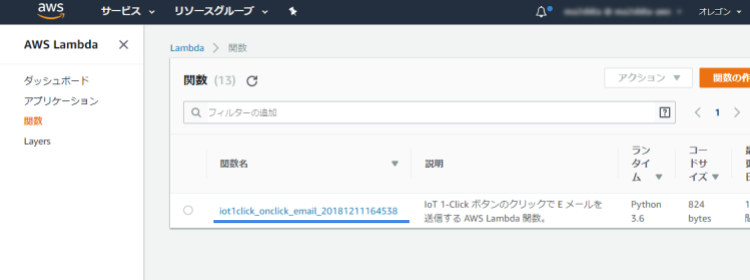 aws サービス リソースグループ オレゴン
AWS Lambda
Lambda > 関数
ダッシュボード
アプリケーション
関数
Layers
関数 (13)
アクション
関数の作
フィルターの追加
?
< 1 >
関数名
説明
ランタイム
コードサイズ
iot1click_onclick_email_20181211164538
IoT 1-Click ボタンのクリックで E メールを
送信する AWS Lambda 関数。
Python
3.6
824
bytes